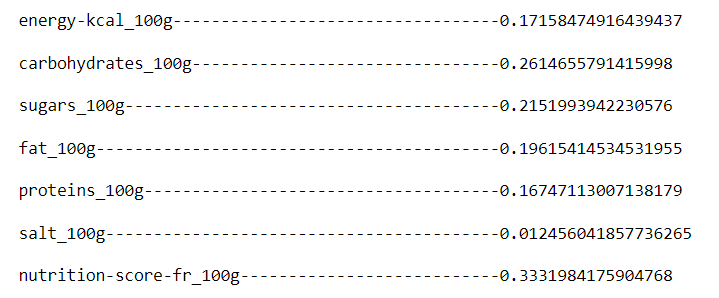 energy-kcal_100g----------------------------------0.17158474916439437
carbohydrates_100g--------------------------------0.2614655791415998
sugars_100g---------------------------------------0.2151993942230576
fat_100g------------------------------------------0.19615414534531955
proteins_100g-------------------------------------0.16747113007138179
salt_100g-----------------------------------------0.012456041857736265
nutrition-score-fr_100g---------------------------0.3331984175904768